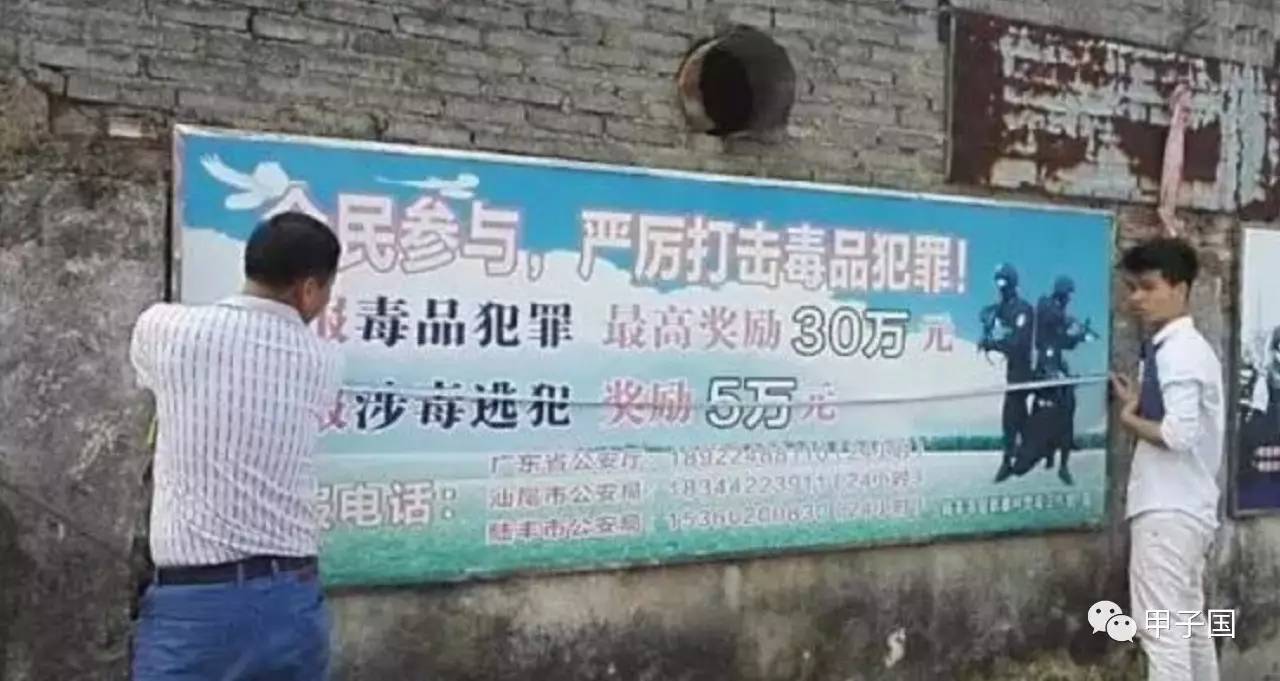 民参与，严厉打击毒品犯罪！
毒品犯罪 最高奖励30万元
涉毒逃犯 奖励5万元
广东省公安厅：
电话： 汕尾市公安局：
陆丰市公安局：
甲子国